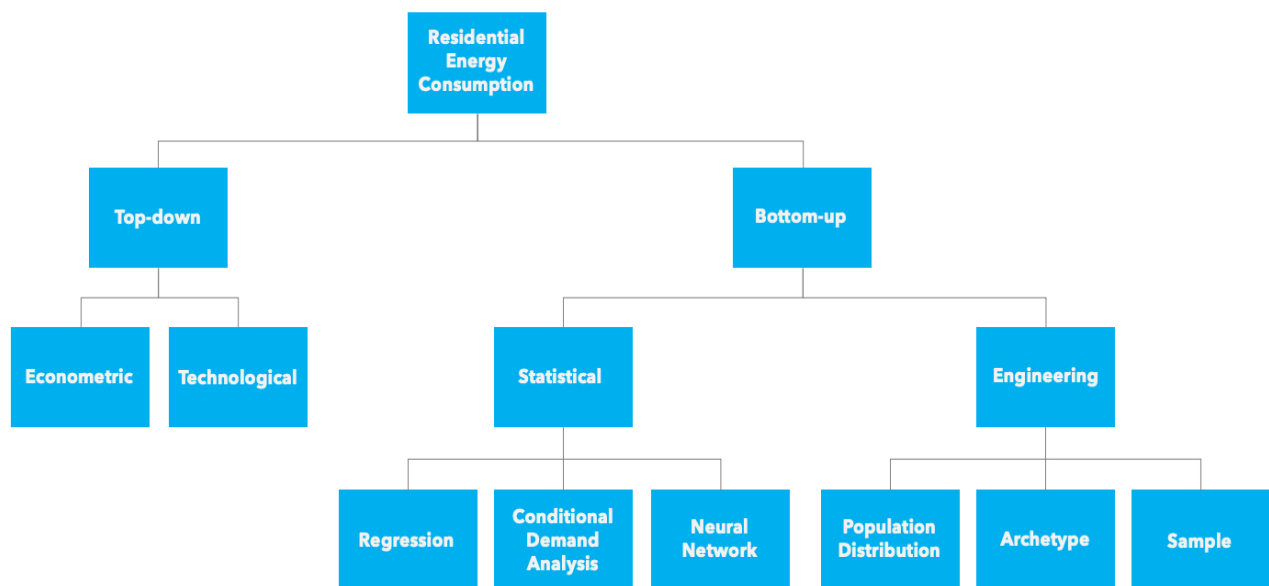 Residential
Energy
Consumption
Top-down
Bottom-up
Econometric
Technological
Statistical
Engineering
Regression
Conditional
Demand
Analysis
Neural
Network
Population
Distribution
Archetype
Sample